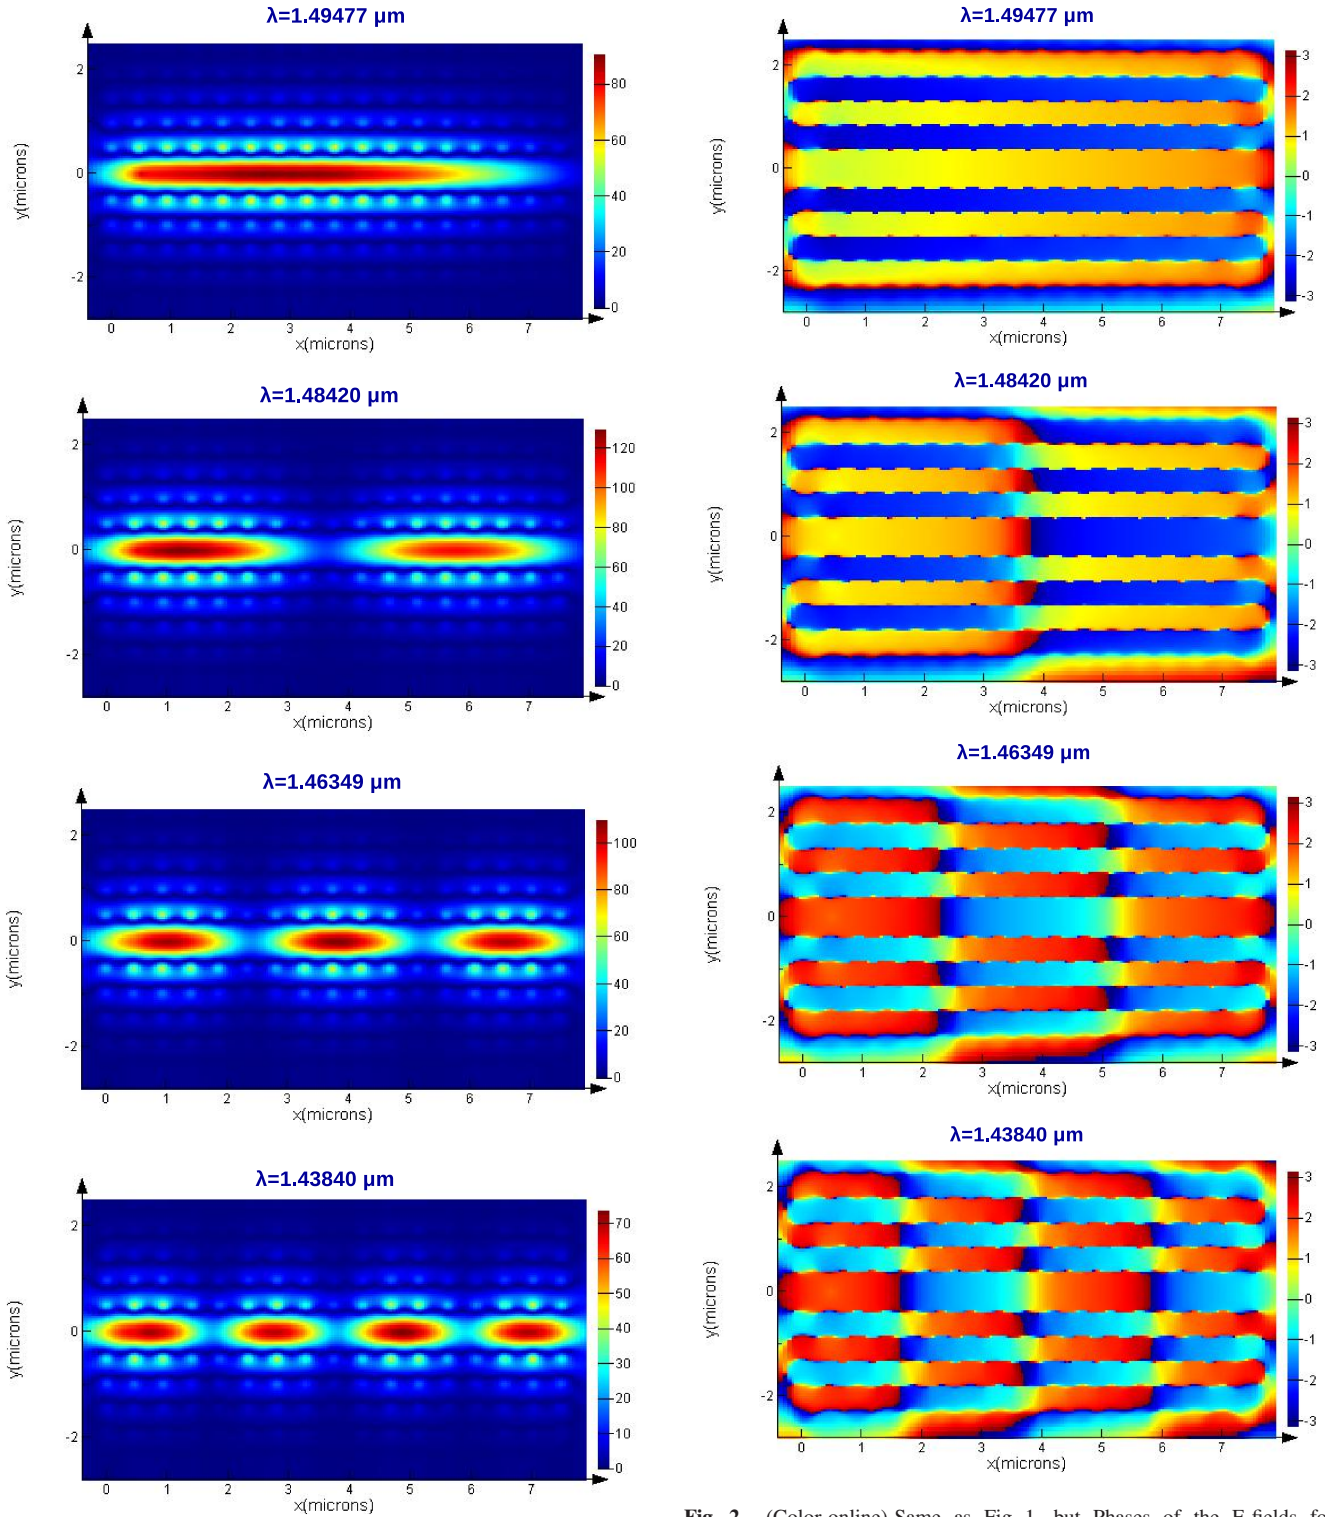 λ=1.49477 µm
y(microns)
2
0
-2
0 1 2 3 4 5 6 7
x(microns)
80
60
40
20
0
λ=1.49477 µm
y(microns)
2
0
-2
0 1 2 3 4 5 6 7
x(microns)
3
2
1
0
-1
-2
-3
λ=1.48420 µm
y(microns)
2
0
-2
0 1 2 3 4 5 6 7
x(microns)
120
100
80
60
40
20
0
λ=1.48420 µm
y(microns)
2
0
-2
0 1 2 3 4 5 6 7
x(microns)
3
2
1
0
-1
-2
-3
λ=1.46349 µm
y(microns)
2
0
-2
0 1 2 3 4 5 6 7
x(microns)
100
80
60
40
20
0
λ=1.46349 µm
y(microns)
2
0
-2
0 1 2 3 4 5 6 7
x(microns)
3
2
1
0
-1
-2
-3
λ=1.43840 µm
y(microns)
2
0
-2
0 1 2 3 4 5 6 7
x(microns)
70
60
50
40
30
20
10
0
λ=1.43840 µm
y(microns)
2
0
-2
0 1 2 3 4 5 6 7
x(microns)
3
2
1
0
-1
-2
-3
Fig. 2 (Color online) Same as Fig. 1, but Phases of the E-fields fo